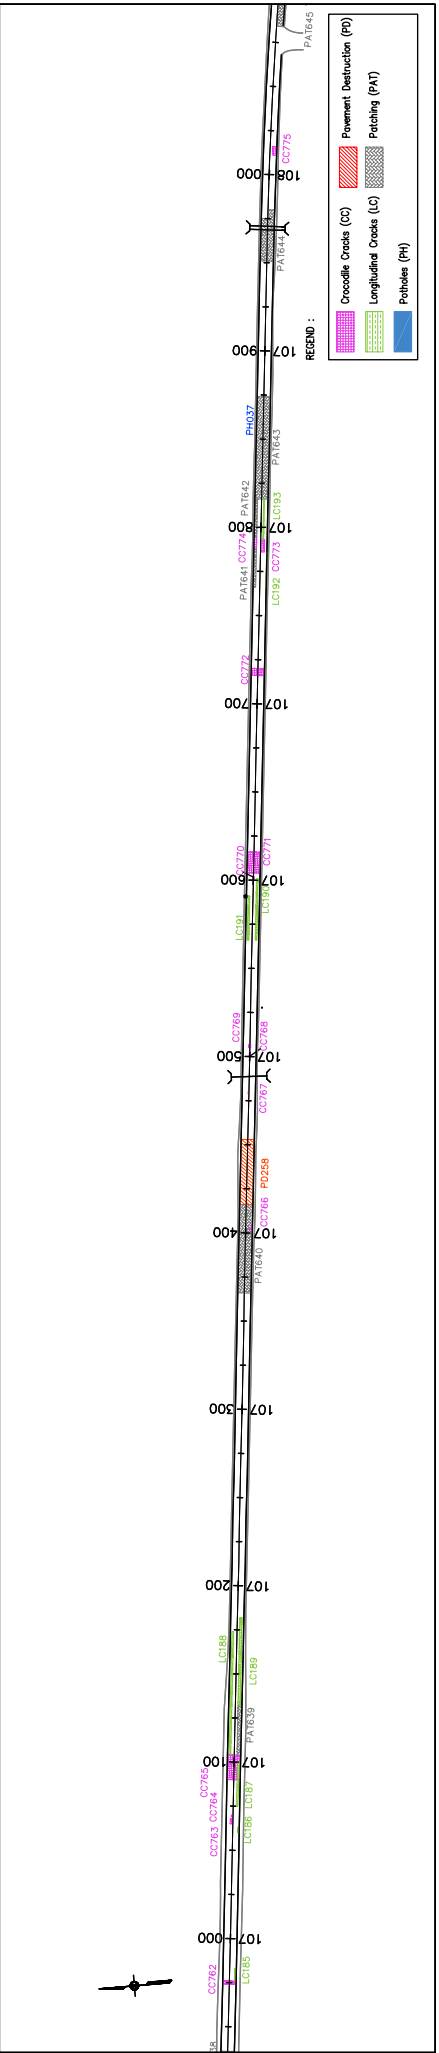 PAT645
CC775
108 000
PAT644
107 900
REGEND :
Crocodile Cracks (CC)
Pavement Destruction (PD)
Longitudinal Cracks (LC)
Patching (PAT)
Potholes (PH)
PH037
PAT643
PAT642
LC193
107 800
CC774
CC773
PAT641
LC192
CC772
107 700
CC770
CC771
107 600
LC190
LC191
CC769
CC768
107 500
CC767
PD258
CC766
107 400
PAT640
107 300
107 200
LC188
LC189
PAT639
107 100
CC765
CC764
LC187
CC763
LC186
107 000
CC762
LC185